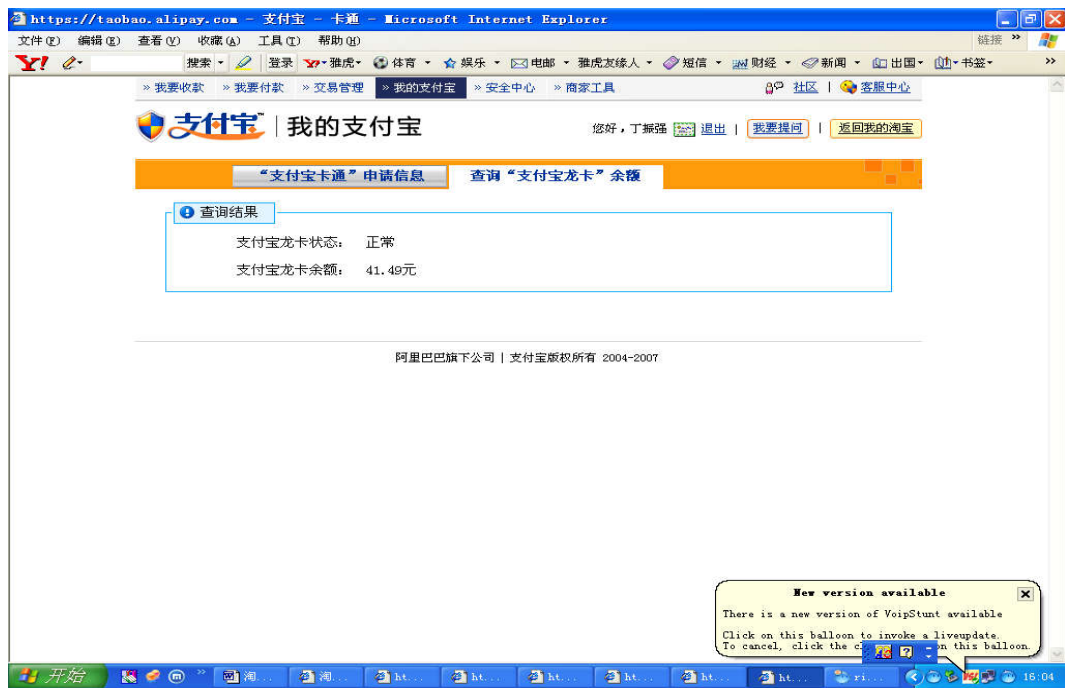 https://taobao.alipay.com - 支付宝 - 卡通 - Microsoft Internet Explorer
文件(F) 编辑(E) 查看(V) 收藏(A) 工具(T) 帮助(H) 链接 »
Y! 搜索 登录 雅虎 体育 娱乐 电邮 雅虎友缘人 短信 财经 新闻 出国 书签 »
» 我要收款 » 我要付款 » 交易管理 » 我的支付宝 » 安全中心 » 商家工具 社区 | 客服中心
支付宝 | 我的支付宝 您好，丁振强 退出 | 我要提问 | 返回我的淘宝
“支付宝卡通”申请信息 查询“支付宝龙卡”余额
查询结果
支付宝龙卡状态： 正常
支付宝龙卡余额： 41.49元
阿里巴巴旗下公司 | 支付宝版权所有 2004-2007
New version available
There is a new version of VoipStunt available
Click on this balloon to invoke a liveupdate.
To cancel, click the on this balloon.
开始 » 淘... 淘... ht... ht... ht... ht... ht... ht... ri... 16:04